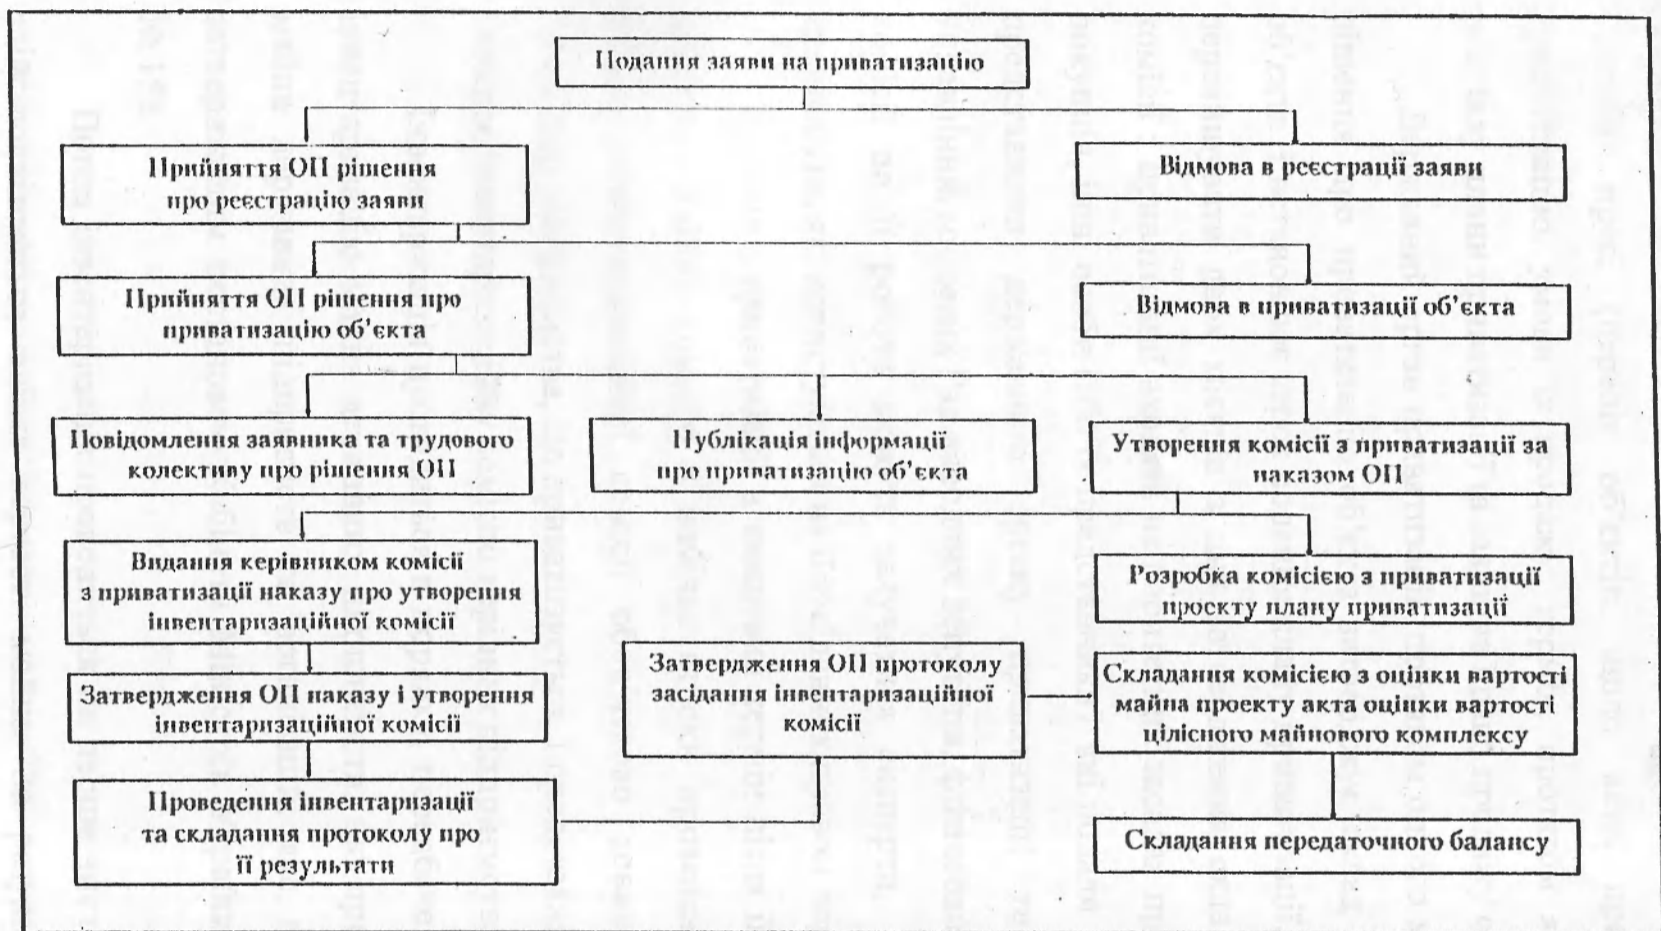 Подання заяви на приватизацію
Прийняття ОП рішення
про реєстрацію заяви
Відмова в реєстрації заяви
Прийняття ОП рішення про
приватизацію об’єкта
Відмова в приватизації об’єкта
Повідомлення заявника та трудового
колективу про рішення ОП
Публікація інформації
про приватизацію об’єкта
Утворення комісії з приватизації за
наказом ОП
Видання керівником комісії
з приватизації наказу про утворення
інвентаризаційної комісії
Розробка комісією з приватизації
проєкту плану приватизації
Затвердження ОП наказу і утворення
інвентаризаційної комісії
Затвердження ОП протоколу
засідання інвентаризаційної
комісії
Складання комісією з оцінки вартості
майна проекту акта оцінки вартості
цілісного майнового комплексу
Проведення інвентаризації
та складання протоколу про
її результати
Складання передаточного балансу